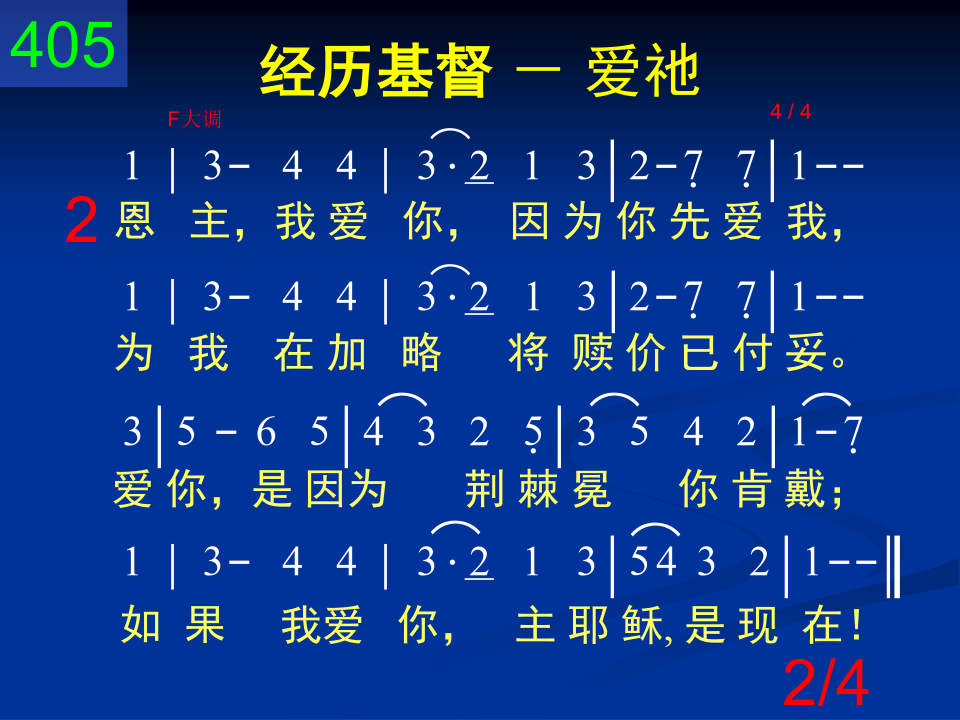 405
经历基督 － 爱祂
F大调 4 / 4
1 | 3- 4 4 | 3·2 1 3 | 2-7̣ 7̣ | 1--
2 恩 主，我 爱 你， 因 为 你 先 爱 我，
1 | 3- 4 4 | 3·2 1 3 | 2-7̣ 7̣ | 1--
为 我 在 加 略 将 赎 价 已 付 妥。
3 | 5 - 6 5 | 4 3 2 5̣ | 3 5 4 2 | 1-7̣
爱 你，是 因为 荆 棘 冕 你 肯 戴；
1 | 3- 4 4 | 3·2 1 3 | 5 4 3 2 | 1--‖
如 果 我爱 你， 主 耶 稣, 是 现 在！
2/4